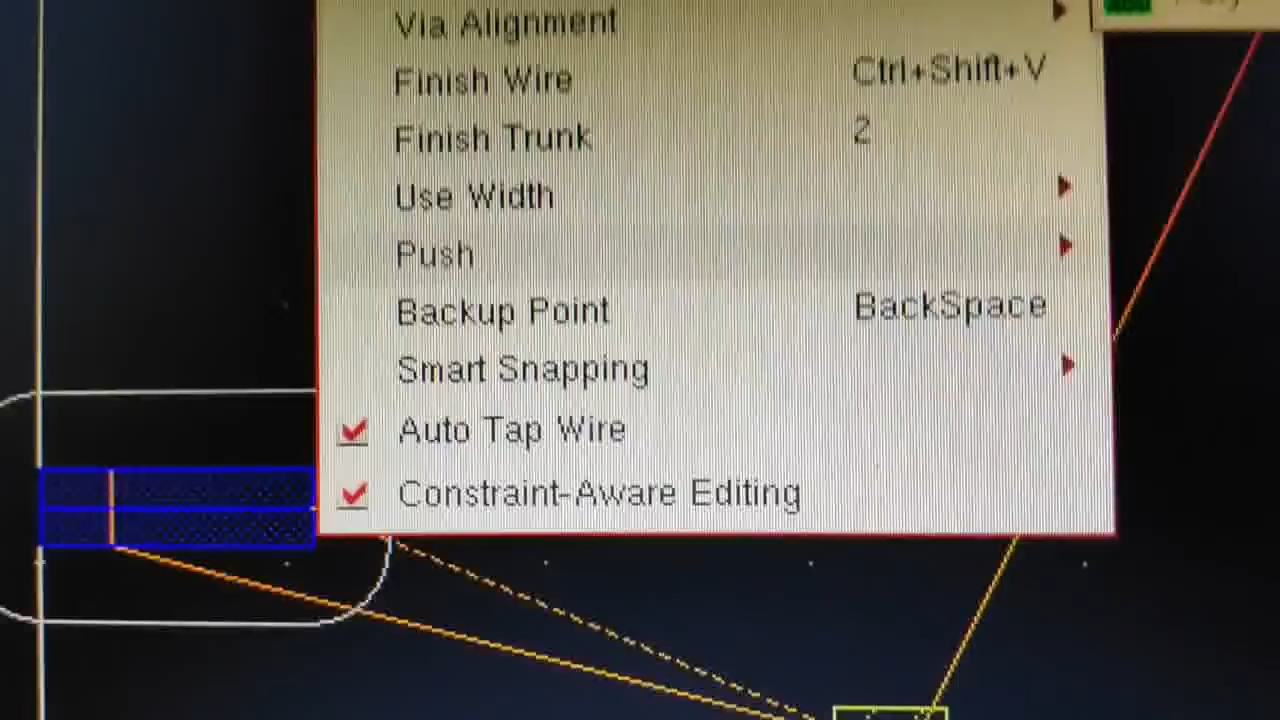 Via Alignment
Finish Wire Ctrl+Shift+V
Finish Trunk 2
Use Width
Push
Backup Point BackSpace
Smart Snapping
Auto Tap Wire
Constraint-Aware Editing